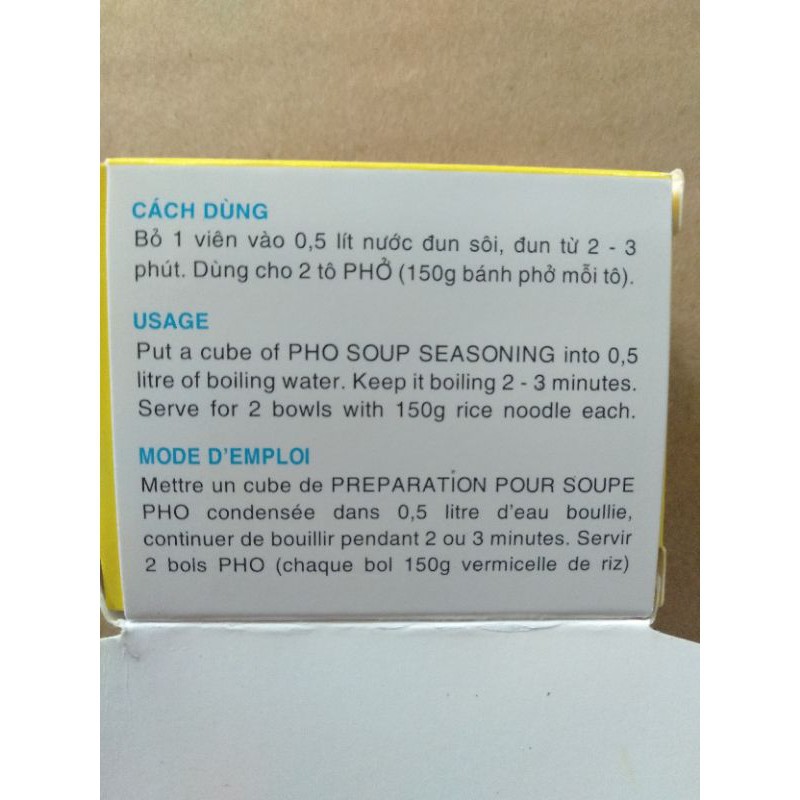 CÁCH DÙNG
Bỏ 1 viên vào 0,5 lít nước đun sôi, đun từ 2 - 3
phút. Dùng cho 2 tô PHỞ (150g bánh phở mỗi tô).
USAGE
Put a cube of PHO SOUP SEASONING into 0,5
litre of boiling water. Keep it boiling 2 - 3 minutes.
Serve for 2 bowls with 150g rice noodle each.
MODE D'EMPLOI
Mettre un cube de PREPARATION POUR SOUPE
PHO condensée dans 0,5 litre d'eau boullie,
continuer de bouillir pendant 2 ou 3 minutes. Servir
2 bois PHO (chaque bol 150g vermicelle de riz)